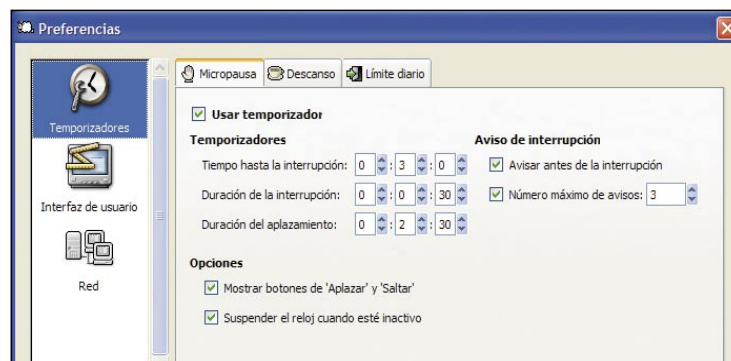 Preferencias
Temporizadores
Interfaz de usuario
Red
Micropausa Descanso Límite diario
Usar temporizador
Temporizadores
Tiempo hasta la interrupción: 0 : 3 : 0
Duración de la interrupción: 0 : 0 : 30
Duración del aplazamiento: 0 : 2 : 30
Aviso de interrupción
Avisar antes de la interrupción
Número máximo de avisos: 3
Opciones
Mostrar botones de 'Aplazar' y 'Saltar'
Suspender el reloj cuando esté inactivo